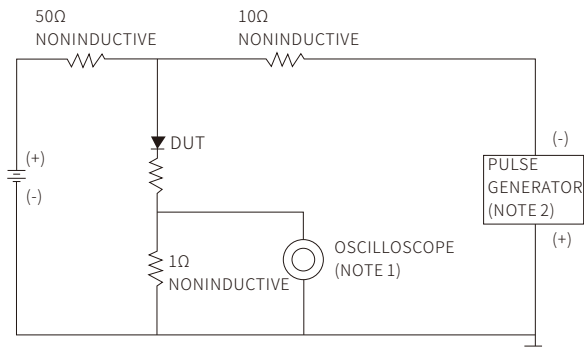 50Ω
NONINDUCTIVE
10Ω
NONINDUCTIVE
(+)
(-)
DUT
1Ω
NONINDUCTIVE
OSCILLOSCOPE
(NOTE 1)
(-)
PULSE
GENERATOR
(NOTE 2)
(+)